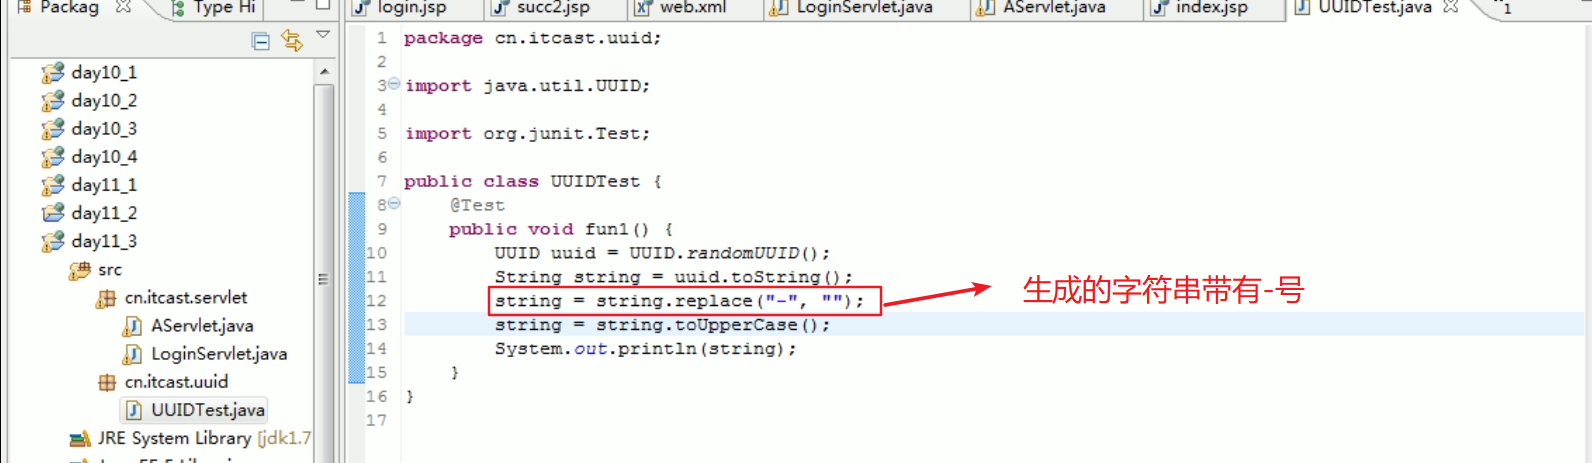 Packag
Type Hi
login.jsp
succ2.jsp
web.xml
LoginServlet.java
AServlet.java
index.jsp
UUIDTest.java
1
day10_1
day10_2
day10_3
day10_4
day11_1
day11_2
day11_3
src
cn.itcast.servlet
AServlet.java
LoginServlet.java
cn.itcast.uuid
UUIDTest.java
JRE System Library [jdk1.7
1 package cn.itcast.uuid;
2
3 import java.util.UUID;
4
5 import org.junit.Test;
6
7 public class UUIDTest {
8 @Test
9 public void fun1() {
10 UUID uuid = UUID.randomUUID();
11 String string = uuid.toString();
12 string = string.replace("-", "");
13 string = string.toUpperCase();
14 System.out.println(string);
15 }
16 }
17
生成的字符串带有-号